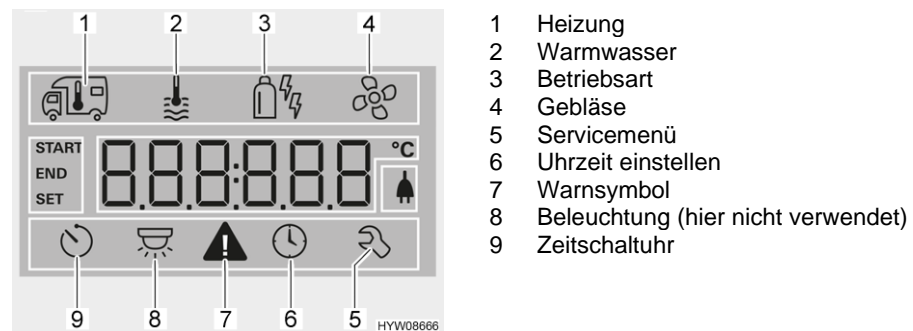 1 2 3 4
START
END
SET
888:888
°C
9 8 7 6 5
HYW08666
1 Heizung
2 Warmwasser
3 Betriebsart
4 Gebläse
5 Servicemenü
6 Uhrzeit einstellen
7 Warnsymbol
8 Beleuchtung (hier nicht verwendet)
9 Zeitschaltuhr